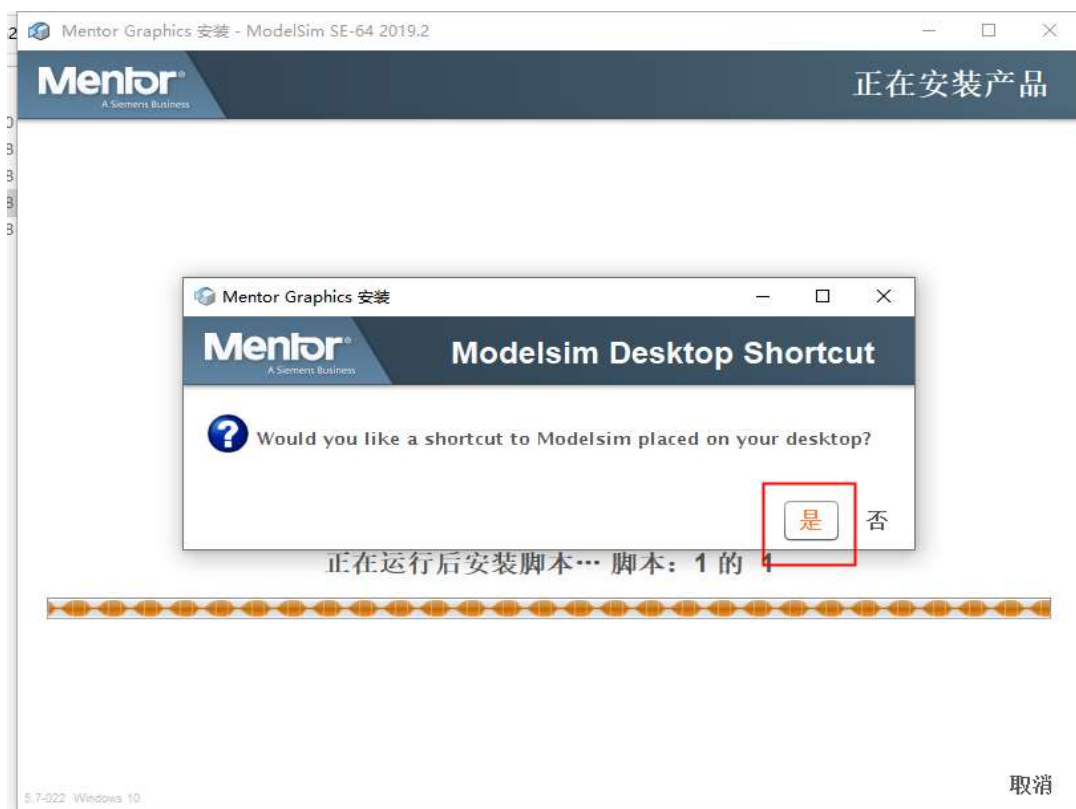 Mentor Graphics 安装 - ModelSim SE-64 2019.2
Mentor
A Siemens Business
正在安装产品
Mentor Graphics 安装
Mentor
A Siemens Business
Modelsim Desktop Shortcut
Would you like a shortcut to Modelsim placed on your desktop?
是 否
正在运行后安装脚本… 脚本：1 的 1
取消
5.7-022 Windows 10